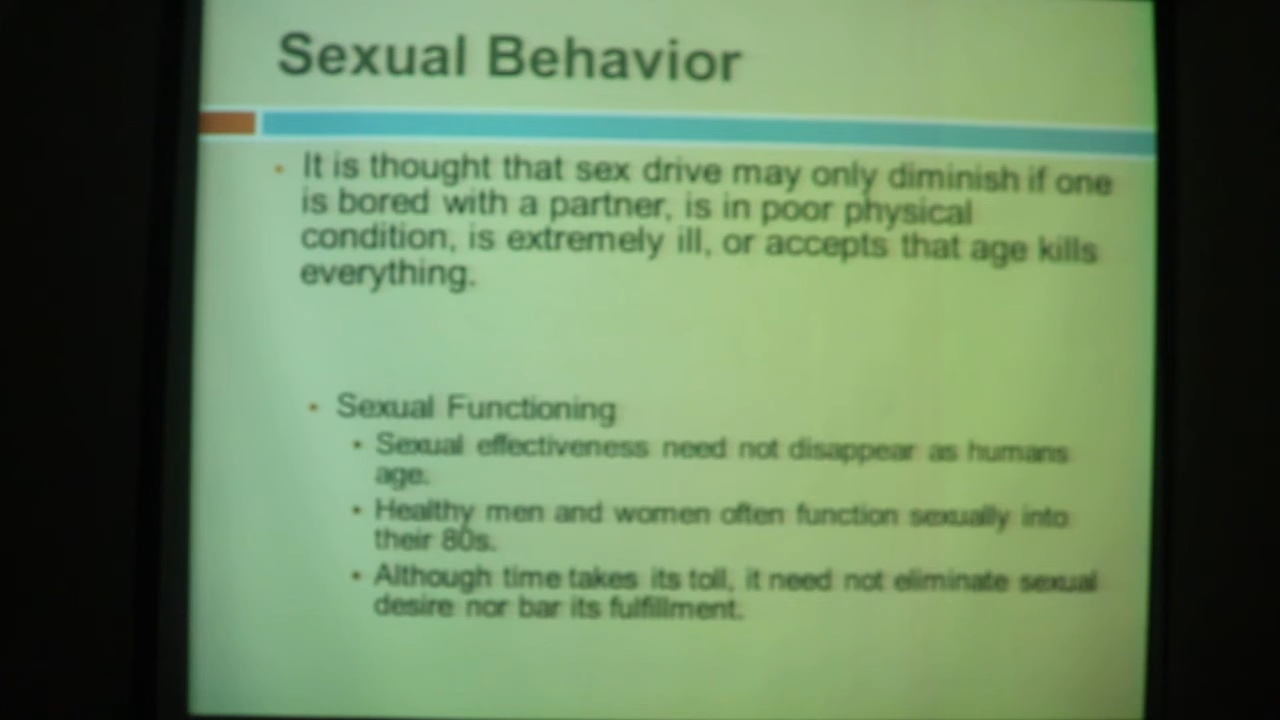 Sexual Behavior
• It is thought that sex drive may only diminish if one
is bored with a partner, is in poor physical
condition, is extremely ill, or accepts that age kills
everything.
• Sexual Functioning
• Sexual effectiveness need not disappear as humans
age.
• Healthy men and women often function sexually into
their 80s.
• Although time takes its toll, it need not eliminate sexual
desire nor bar its fulfillment.